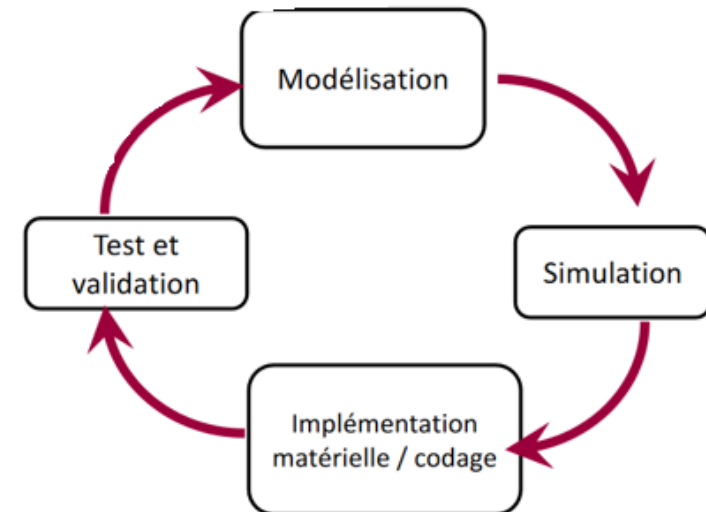 Modélisation
Simulation
Implémentation
matérielle / codage
Test et
validation